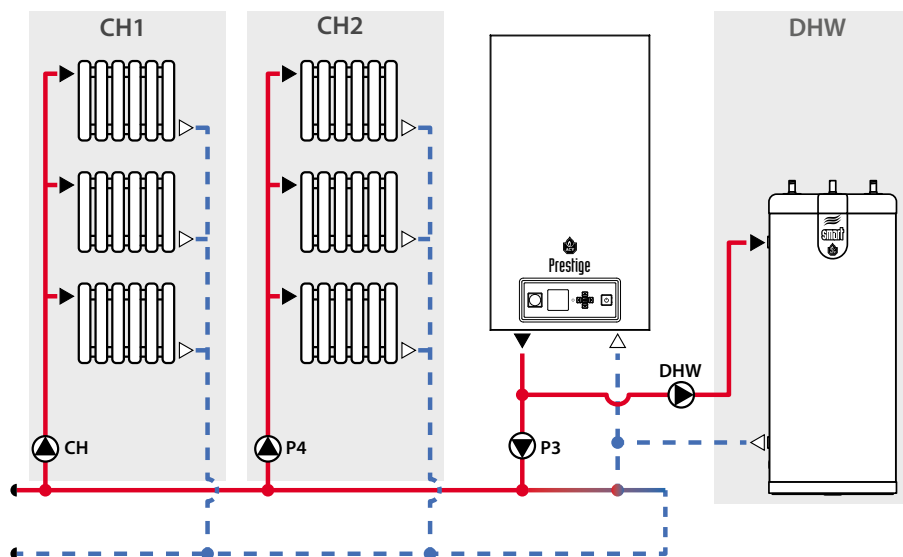 CH1
CH2
DHW
smart
Prestige
DHW
CH
P4
P3